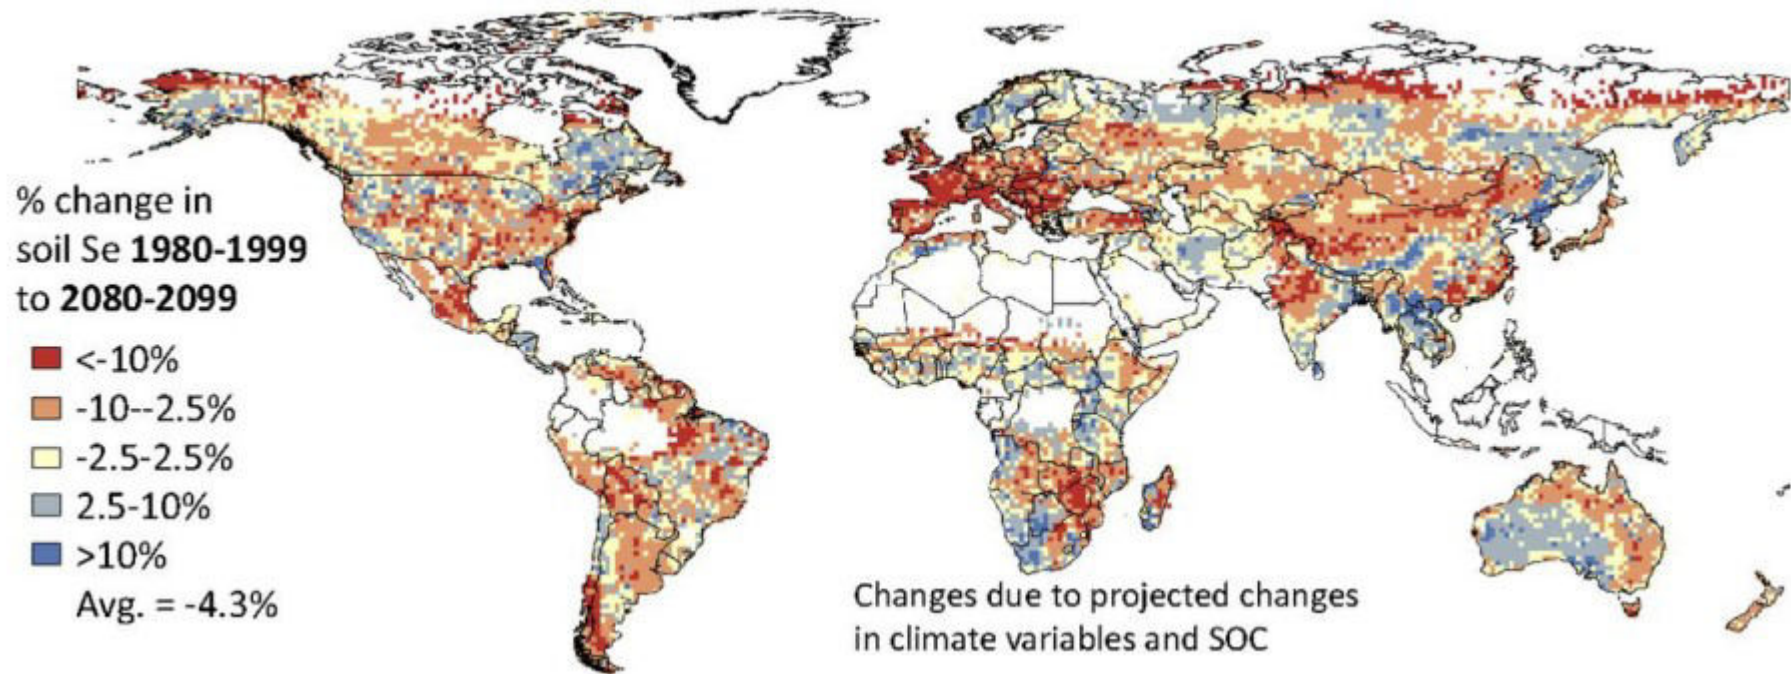 % change in
soil Se 1980-1999
to 2080-2099
<-10%
-10--2.5%
-2.5-2.5%
2.5-10%
>10%
Avg. = -4.3%
Changes due to projected changes
in climate variables and SOC